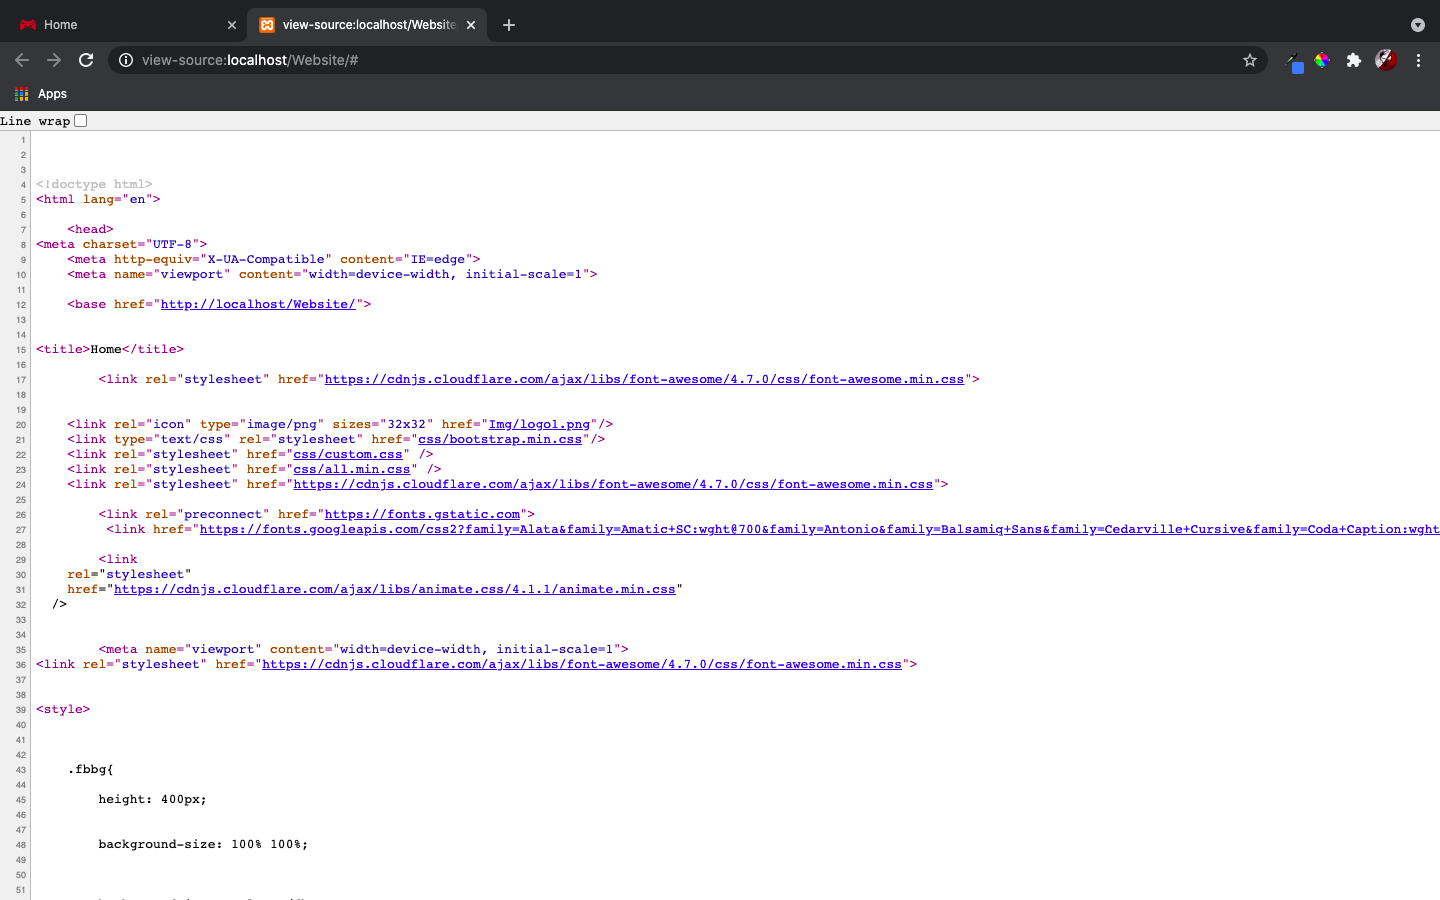 Home
view-source:localhost/Website
view-source:localhost/Website/#
Apps
Line wrap
1
2
3
4 <!doctype html>
5 <html lang="en">
6
7 <head>
8 <meta charset="UTF-8">
9 <meta http-equiv="X-UA-Compatible" content="IE=edge">
10 <meta name="viewport" content="width=device-width, initial-scale=1">
11
12 <base href="http://localhost/Website/">
13
14
15 <title>Home</title>
16
17 <link rel="stylesheet" href="https://cdnjs.cloudflare.com/ajax/libs/font-awesome/4.7.0/css/font-awesome.min.css">
18
19
20 <link rel="icon" type="image/png" sizes="32x32" href="Img/logo1.png"/>
21 <link type="text/css" rel="stylesheet" href="css/bootstrap.min.css"/>
22 <link rel="stylesheet" href="css/custom.css" />
23 <link rel="stylesheet" href="css/all.min.css" />
24 <link rel="stylesheet" href="https://cdnjs.cloudflare.com/ajax/libs/font-awesome/4.7.0/css/font-awesome.min.css">
25
26 <link rel="preconnect" href="https://fonts.gstatic.com">
27 <link href="https://fonts.googleapis.com/css2?family=Alata&family=Amatic+SC:wght@700&family=Antonio&family=Balsamiq+Sans&family=Cedarville+Cursive&family=Coda+Caption:wght
28
29 <link
30 rel="stylesheet"
31 href="https://cdnjs.cloudflare.com/ajax/libs/animate.css/4.1.1/animate.min.css"
32 />
33
34
35 <meta name="viewport" content="width=device-width, initial-scale=1">
36 <link rel="stylesheet" href="https://cdnjs.cloudflare.com/ajax/libs/font-awesome/4.7.0/css/font-awesome.min.css">
37
38
39 <style>
40
41
42
43 .fbbg{
44
45 height: 400px;
46
47
48 background-size: 100% 100%;
49
50
51